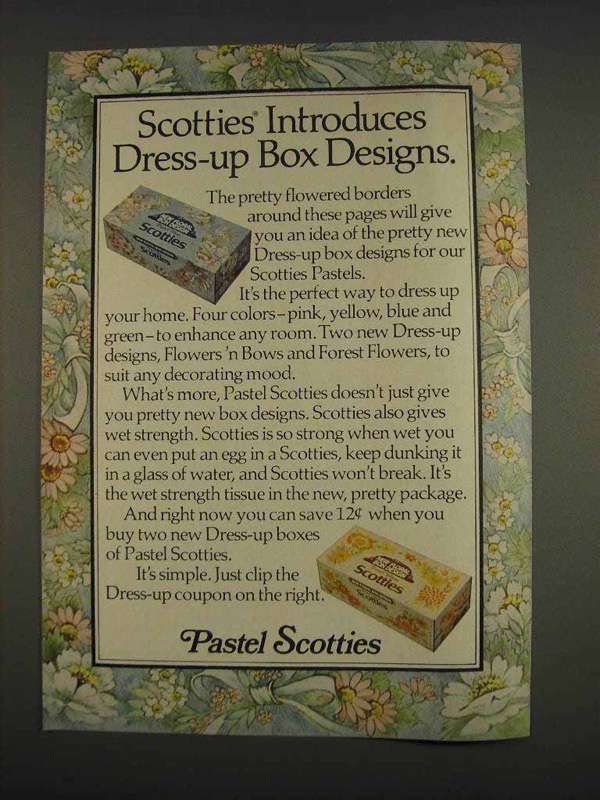 Scotties® Introduces
Dress-up Box Designs.
The pretty flowered borders
around these pages will give
you an idea of the pretty new
Dress-up box designs for our
Scotties Pastels.
It's the perfect way to dress up
your home. Four colors–pink, yellow, blue and
green–to enhance any room. Two new Dress-up
designs, Flowers 'n Bows and Forest Flowers, to
suit any decorating mood.
What's more, Pastel Scotties doesn't just give
you pretty new box designs. Scotties also gives
wet strength. Scotties is so strong when wet you
can even put an egg in a Scotties, keep dunking it
in a glass of water, and Scotties won't break. It's
the wet strength tissue in the new, pretty package.
And right now you can save 12¢ when you
buy two new Dress-up boxes
of Pastel Scotties.
It's simple. Just clip the
Dress-up coupon on the right.
Scotties
Scotties
Scotties
Scotties
Pastel Scotties